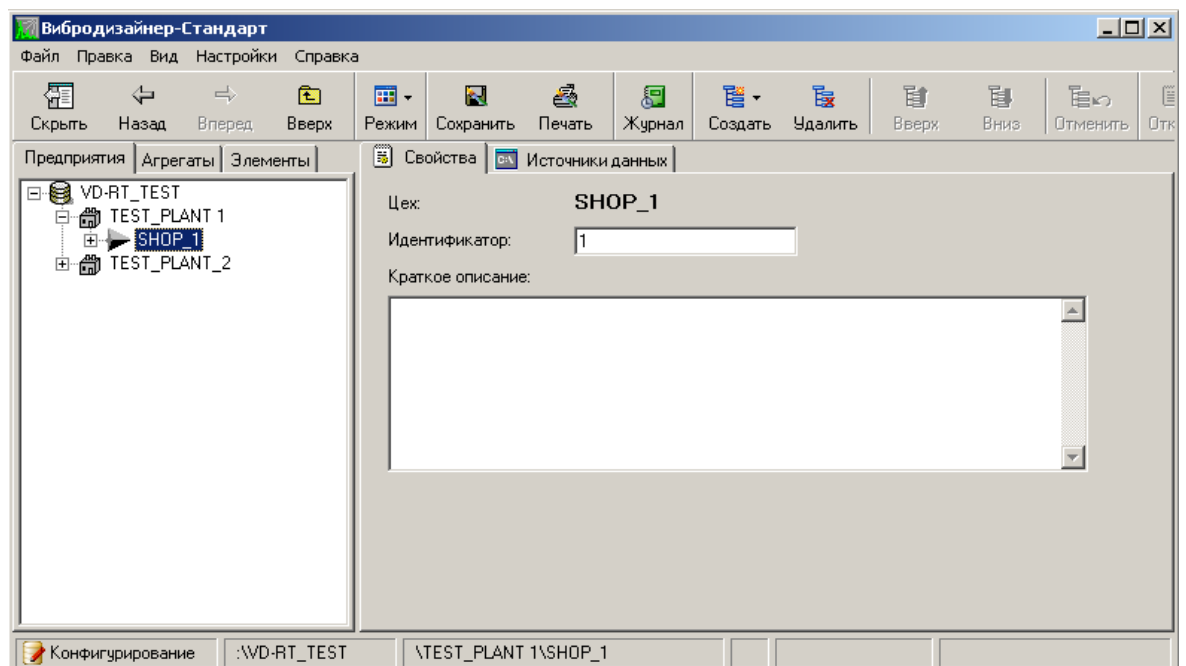 Вибродизайнер-Стандарт
Файл Правка Вид Настройки Справка
Скрыть Назад Вперед Вверх Режим Сохранить Печать Журнал Создать Удалить Вверх Вниз Отменить Отк
Предприятия Агрегаты Элементы Свойства Источники данных
VD-RT_TEST
TEST_PLANT 1
SHOP_1
TEST_PLANT_2
Цех: SHOP_1
Идентификатор: 1
Краткое описание:
Конфигурирование :\VD-RT_TEST \TEST_PLANT 1\SHOP_1